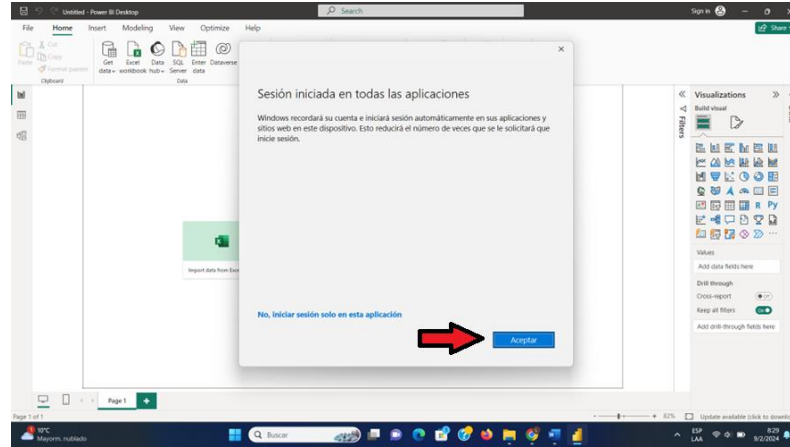 Untitled - Power BI Desktop
Search
Sign in
File Home Insert Modeling View Optimize Help
Share
Paste
Cut
Copy
Format painter
Clipboard
Get data
Excel workbook
Data hub
SQL Server
Enter data
Dataverse
Data
Sesión iniciada en todas las aplicaciones
Windows recordará su cuenta e iniciará sesión automáticamente en sus aplicaciones y
sitios web en este dispositivo. Esto reducirá el número de veces que se le solicitará que
inicie sesión.
Import data from Exce
No, iniciar sesión solo en esta aplicación
Aceptar
Filters
Visualizations
Build visual
R Py
Values
Add data fields here
Drill through
Cross-report
Off
Keep all filters
On
Add drill-through fields here
Page 1
Page 1 of 1
82%
Update available (click to downlo
10°C
Mayorm. nublado
Buscar
ESP
LAA
8:29
9/2/2024